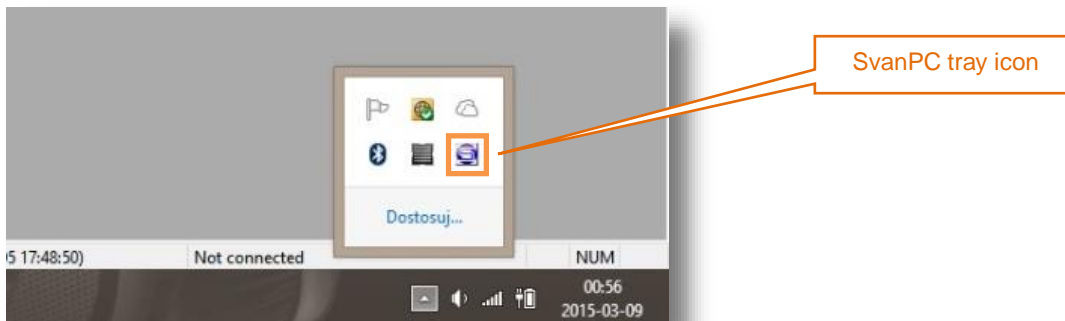 SvanPC tray icon
Dostosuj...
5 17:48:50)
Not connected
NUM
00:56
2015-03-09